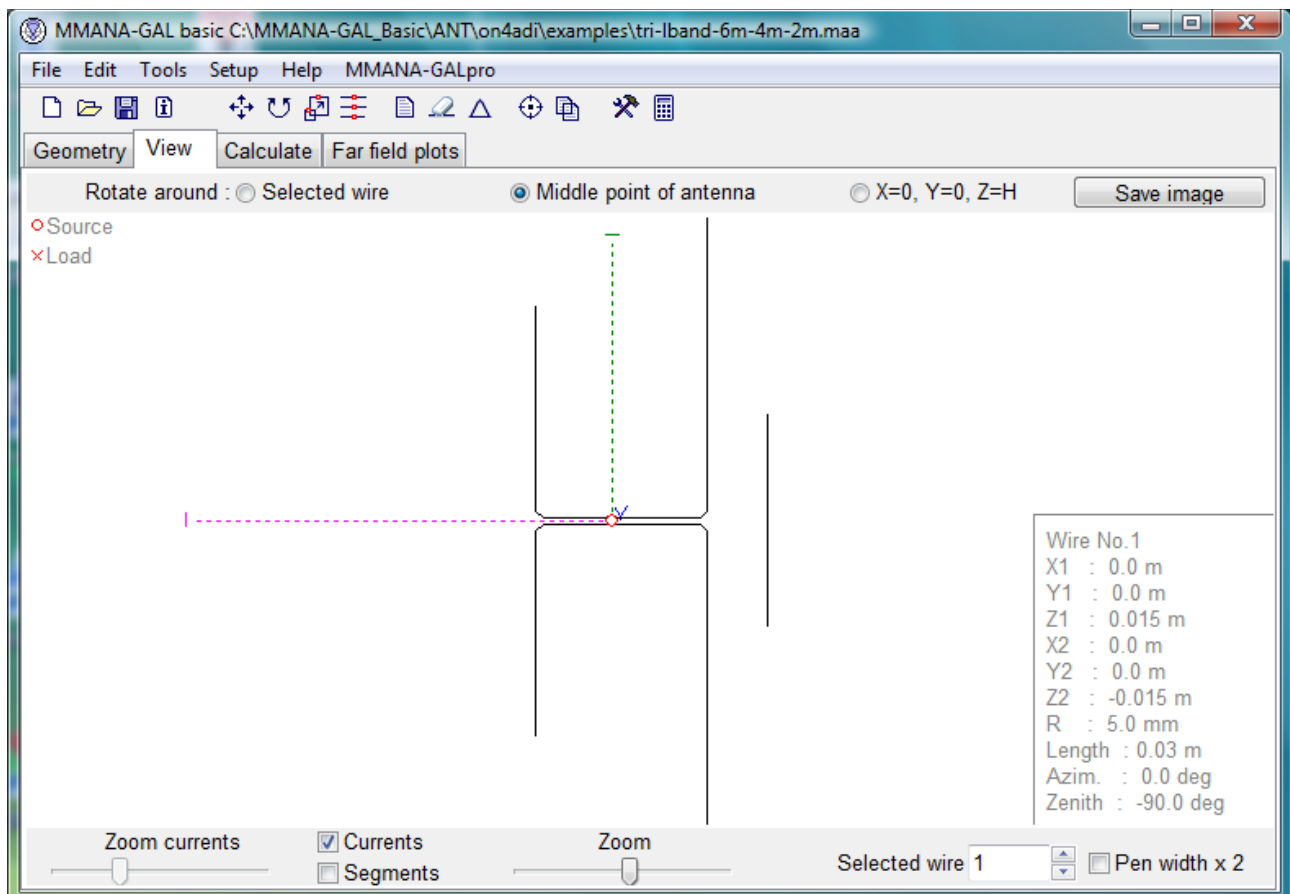 MMANA-GAL basic C:\MMANA-GAL_Basic\ANT\on4adi\examples\tri-lband-6m-4m-2m.maa
File Edit Tools Setup Help MMANA-GALpro
Geometry View Calculate Far field plots
Rotate around : Selected wire Middle point of antenna X=0, Y=0, Z=H Save image
Source
Load
Y
Wire No.1
X1 : 0.0 m
Y1 : 0.0 m
Z1 : 0.015 m
X2 : 0.0 m
Y2 : 0.0 m
Z2 : -0.015 m
R : 5.0 mm
Length : 0.03 m
Azim. : 0.0 deg
Zenith : -90.0 deg
Zoom currents Currents Zoom
Segments Selected wire 1 Pen width x 2